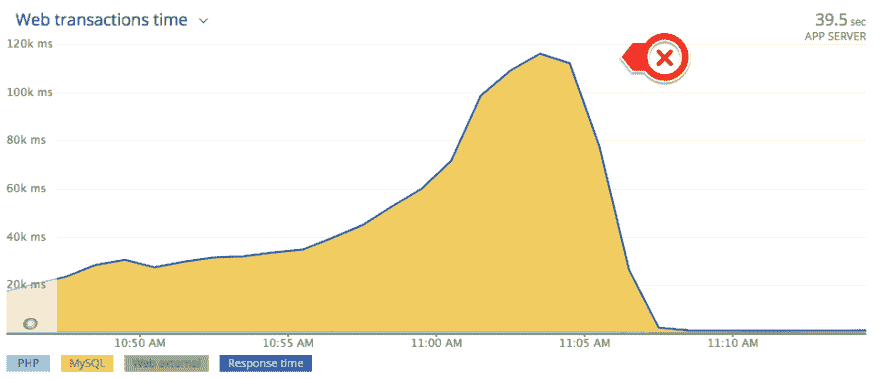 Web transactions time
39.5 sec
APP SERVER
120k ms
100k ms
80k ms
60k ms
40k ms
20k ms
10:50 AM 10:55 AM 11:00 AM 11:05 AM 11:10 AM
PHP MySQL Web external Response time